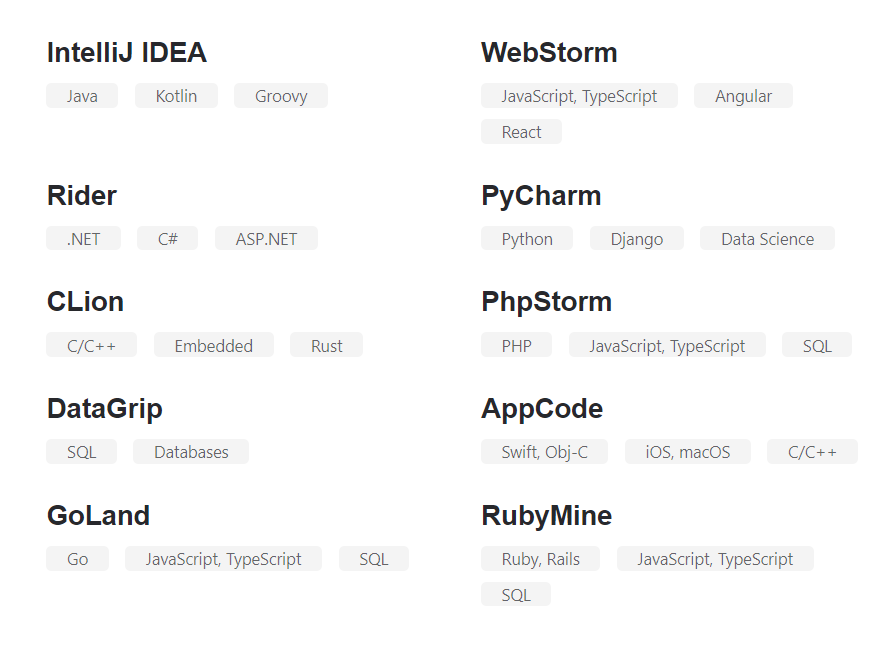 IntelliJ IDEA
Java Kotlin Groovy
WebStorm
JavaScript, TypeScript Angular
React
Rider
.NET C# ASP.NET
PyCharm
Python Django Data Science
CLion
C/C++ Embedded Rust
PhpStorm
PHP JavaScript, TypeScript SQL
DataGrip
SQL Databases
AppCode
Swift, Obj-C iOS, macOS C/C++
GoLand
Go JavaScript, TypeScript SQL
RubyMine
Ruby, Rails JavaScript, TypeScript
SQL